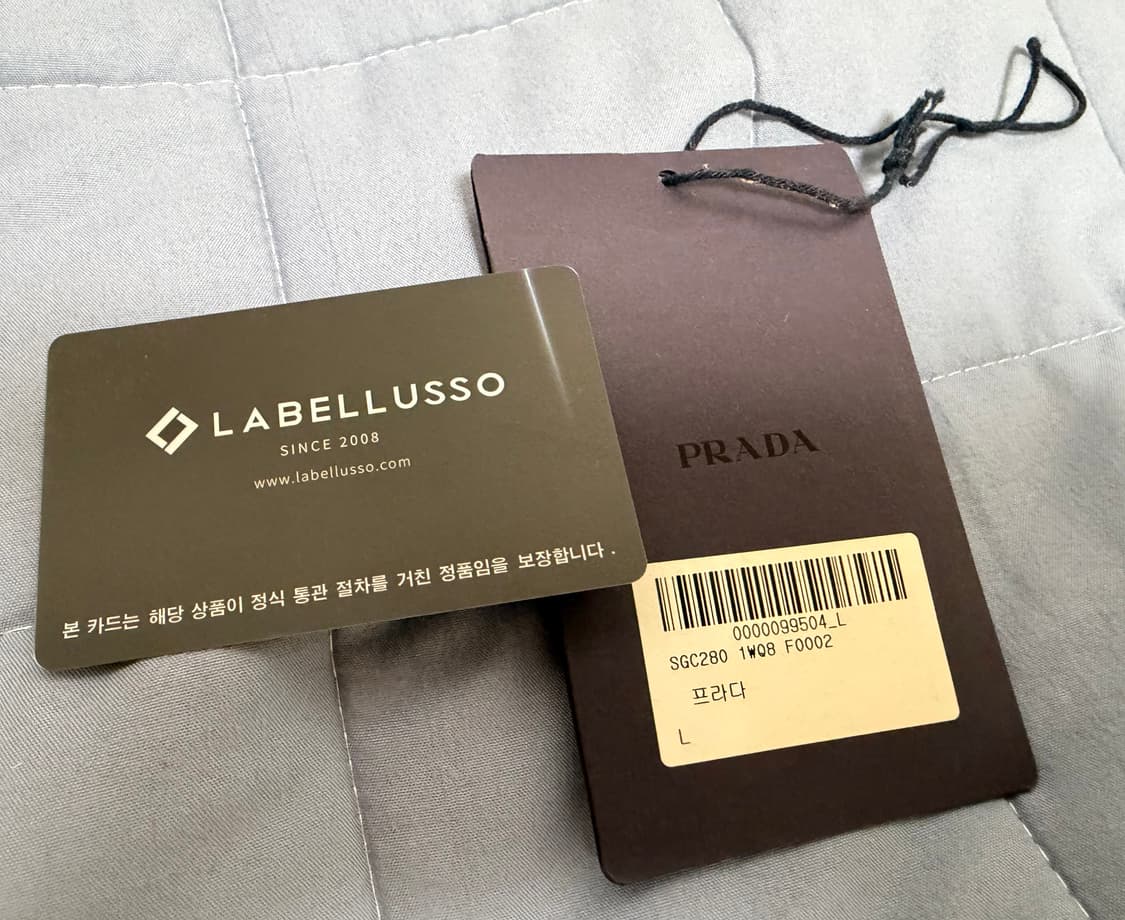 LABELLUSSO
SINCE 2008
www.labellusso.com
본 카드는 해당 상품이 정식 통관 절차를 거친 정품임을 보장합니다.
PRADA
0000099504_L
SGC280 1WQ8 F0002
프라다
L